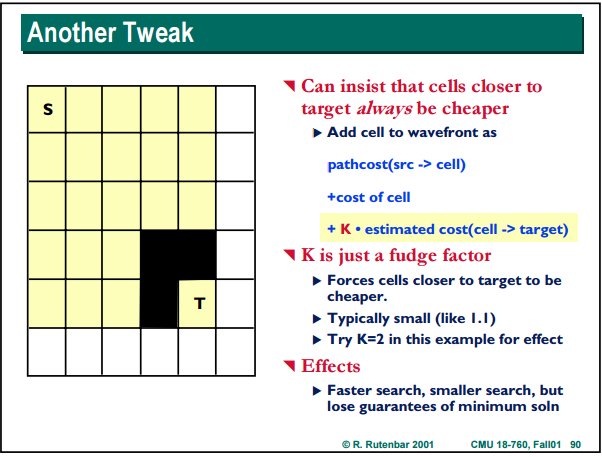 Another Tweak
S
T
Can insist that cells closer to
target always be cheaper
Add cell to wavefront as
pathcost(src -> cell)
+cost of cell
+ K • estimated cost(cell -> target)
K is just a fudge factor
Forces cells closer to target to be
cheaper.
Typically small (like 1.1)
Try K=2 in this example for effect
Effects
Faster search, smaller search, but
lose guarantees of minimum soln
© R. Rutenbar 2001 CMU 18-760, Fall01 90